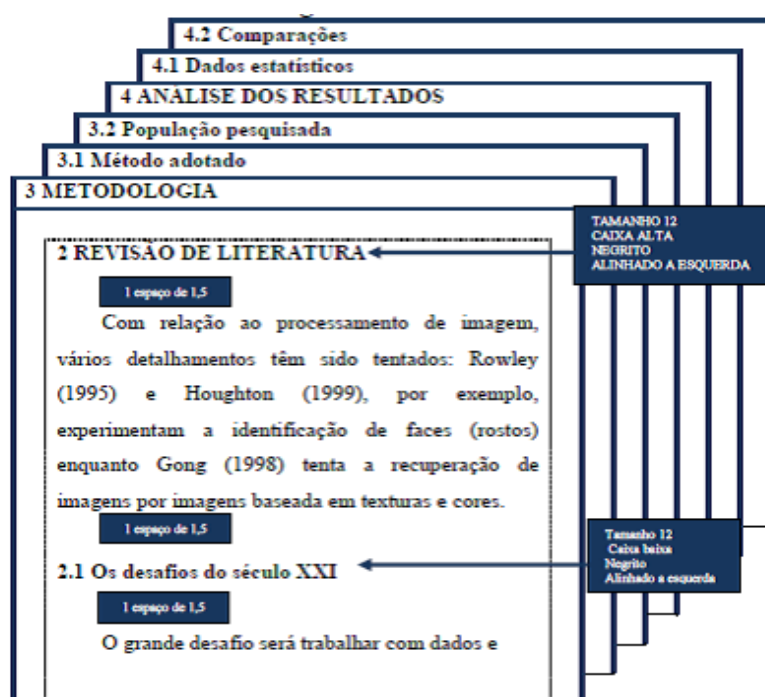 4.2 Comparações
4.1 Dados estatísticos
4 ANÁLISE DOS RESULTADOS
3.2 População pesquisada
3.1 Método adotado
3 METODOLOGIA
TAMANHO 12
CAIXA ALTA
NEGRITO
ALINHADO A ESQUERDA
2 REVISÃO DE LITERATURA
1 espaço de 1,5
Com relação ao processamento de imagem,
vários detalhamentos têm sido tentados: Rowley
(1995) e Houghton (1999), por exemplo,
experimentam a identificação de faces (rostos)
enquanto Gong (1998) tenta a recuperação de
imagens por imagens baseada em texturas e cores.
1 espaço de 1,5
Tamanho 12
Caixa baixa
Negrito
Alinhado a esquerda
2.1 Os desafios do século XXI
1 espaço de 1,5
O grande desafio será trabalhar com dados e